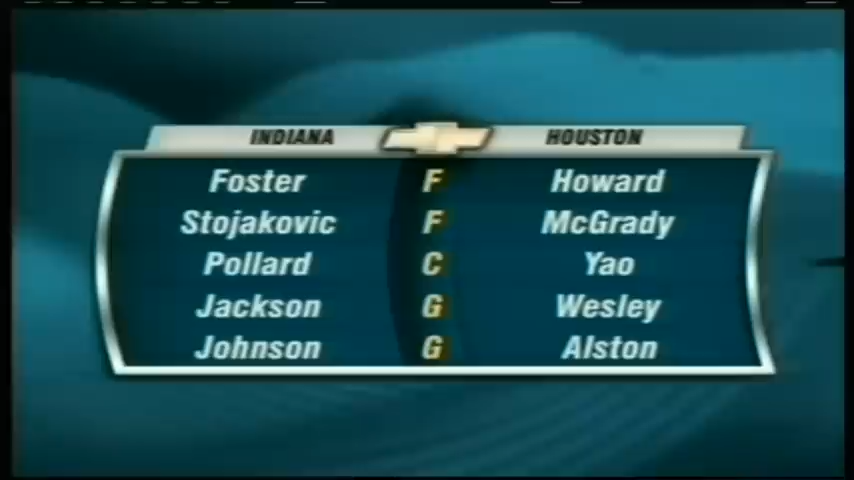 INDIANA HOUSTON
Foster F Howard
Stojakovic F McGrady
Pollard C Yao
Jackson G Wesley
Johnson G Alston